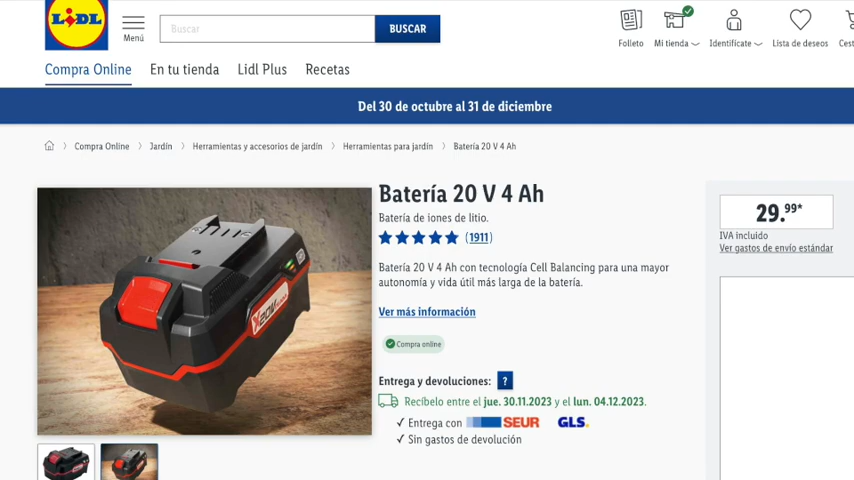 LIDL
Menú
Buscar
BUSCAR
Folleto
Mi tienda
Identifícate
Lista de deseos
Cest
Compra Online
En tu tienda
Lidl Plus
Recetas
Del 30 de octubre al 31 de diciembre
Compra Online
Jardín
Herramientas y accesorios de jardín
Herramientas para jardín
Batería 20 V 4 Ah
Batería 20 V 4 Ah
Batería de iones de litio.
(1911)
Batería 20 V 4 Ah con tecnología Cell Balancing para una mayor
autonomía y vida útil más larga de la batería.
Ver más información
Compra online
Entrega y devoluciones: ?
Recíbelo entre el jue. 30.11.2023 y el lun. 04.12.2023.
✓ Entrega con SEUR GLS.
✓ Sin gastos de devolución
29.99*
IVA incluido
Ver gastos de envío estándar
X20V